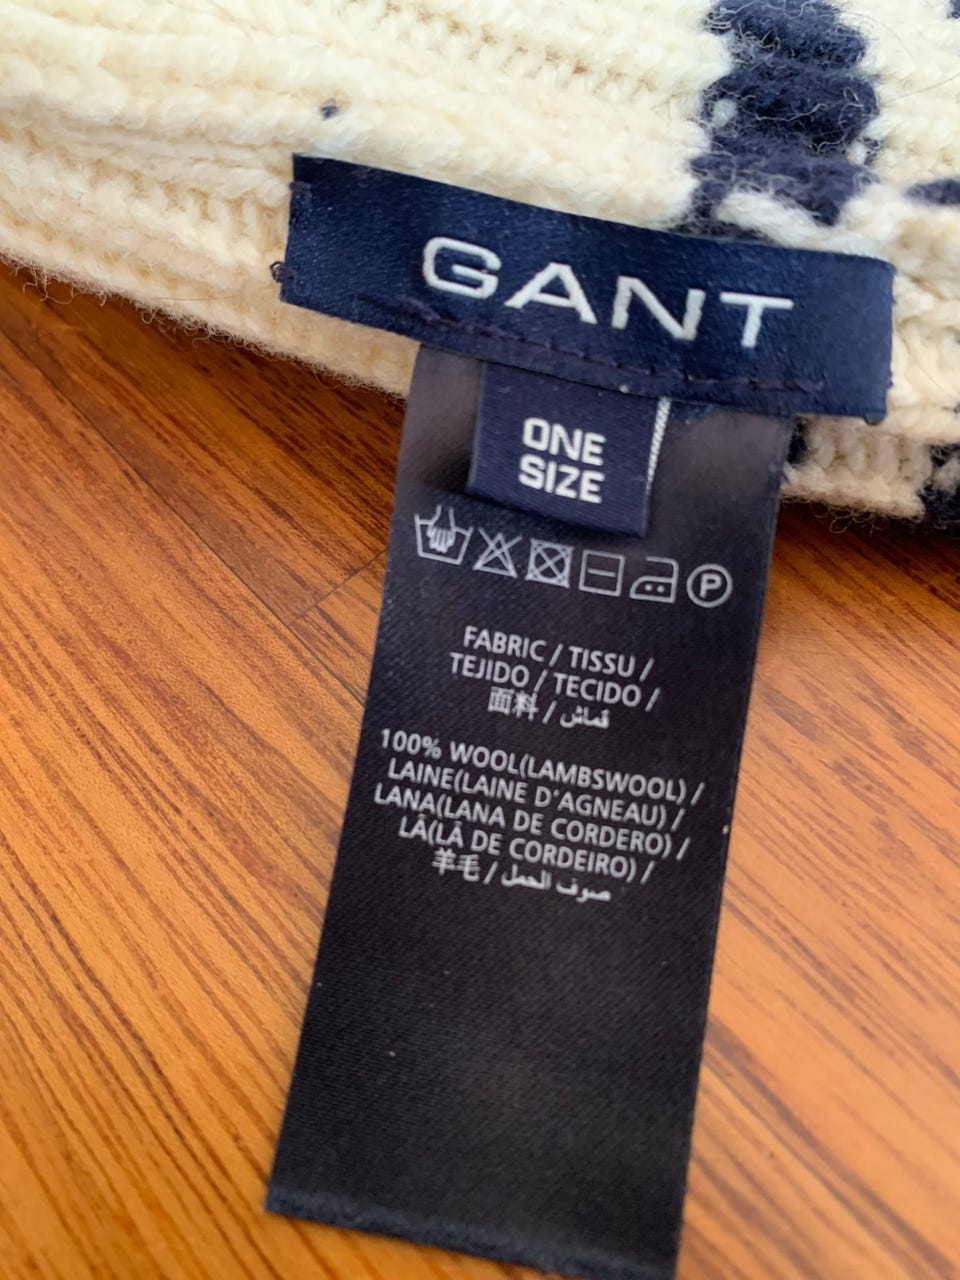 GANT
ONE
SIZE
P
FABRIC / TISSU /
TEJIDO / TECIDO /
面料 / قماش
100% WOOL(LAMBSWOOL) /
LAINE(LAINE D'AGNEAU) /
LANA(LANA DE CORDERO) /
LÃ(LÃ DE CORDEIRO) /
羊毛 / صوف الحمل